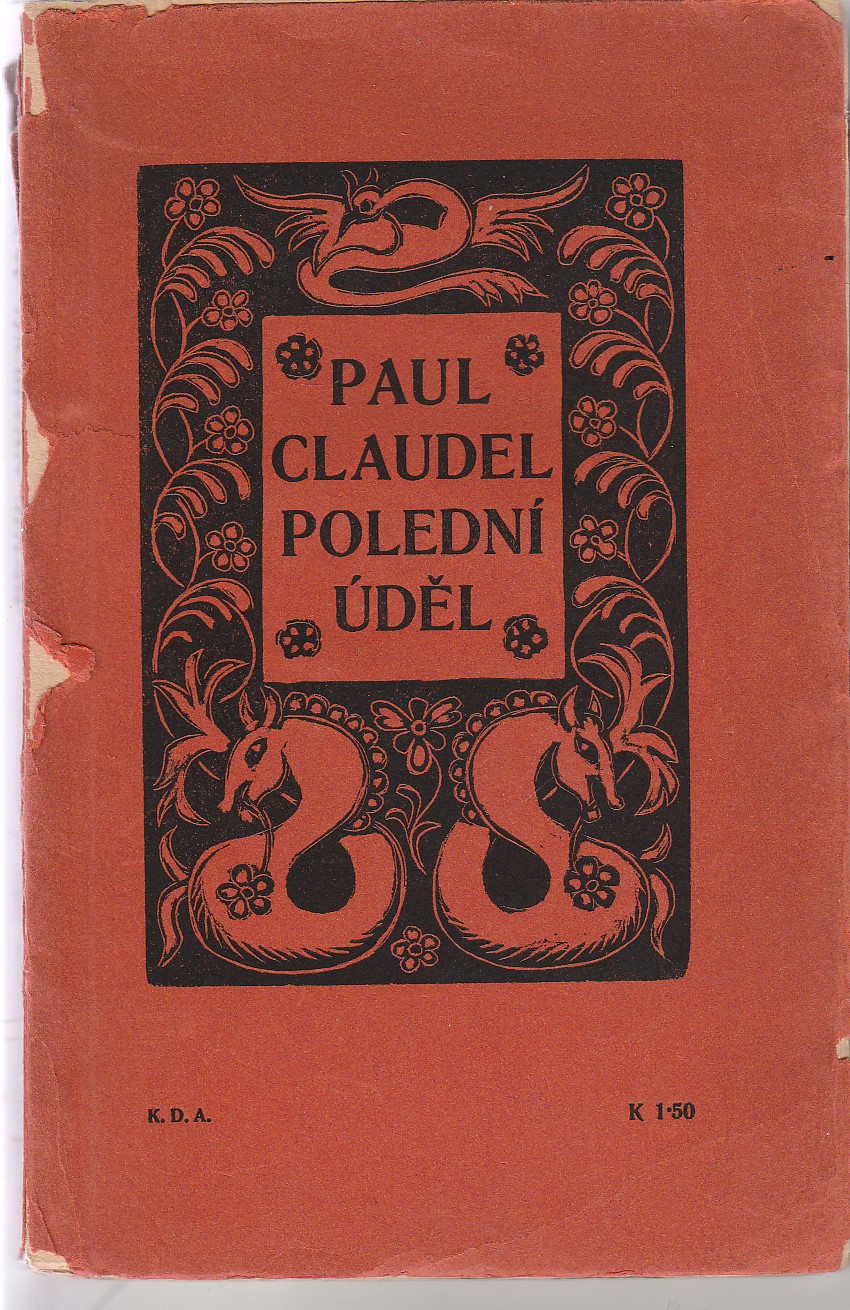 PAUL
CLAUDEL
POLEDNÍ
ÚDĚL
K. D. A.
K 1·50